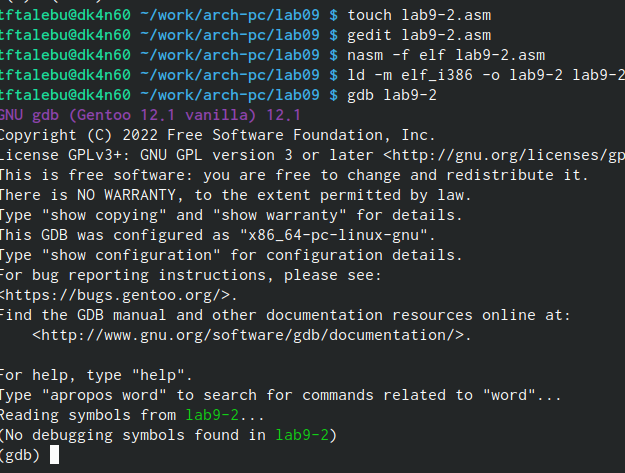 tftalebu@dk4n60 ~/work/arch-pc/lab09 $ touch lab9-2.asm
tftalebu@dk4n60 ~/work/arch-pc/lab09 $ gedit lab9-2.asm
tftalebu@dk4n60 ~/work/arch-pc/lab09 $ nasm -f elf lab9-2.asm
tftalebu@dk4n60 ~/work/arch-pc/lab09 $ ld -m elf_i386 -o lab9-2 lab9-2
tftalebu@dk4n60 ~/work/arch-pc/lab09 $ gdb lab9-2
GNU gdb (Gentoo 12.1 vanilla) 12.1
Copyright (C) 2022 Free Software Foundation, Inc.
License GPLv3+: GNU GPL version 3 or later <http://gnu.org/licenses/gp
This is free software: you are free to change and redistribute it.
There is NO WARRANTY, to the extent permitted by law.
Type "show copying" and "show warranty" for details.
This GDB was configured as "x86_64-pc-linux-gnu".
Type "show configuration" for configuration details.
For bug reporting instructions, please see:
<https://bugs.gentoo.org/>.
Find the GDB manual and other documentation resources online at:
    <http://www.gnu.org/software/gdb/documentation/>.

For help, type "help".
Type "apropos word" to search for commands related to "word"...
Reading symbols from lab9-2...
(No debugging symbols found in lab9-2)
(gdb)